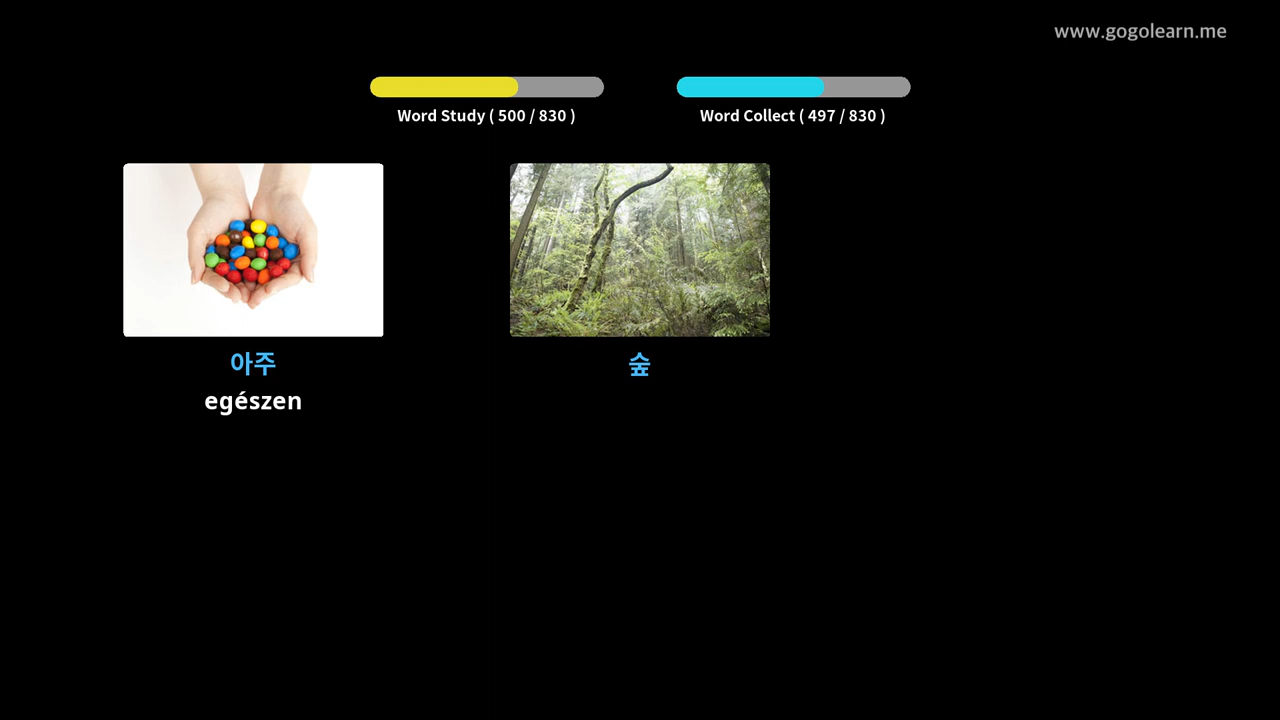 www.gogolearn.me
Word Study ( 500 / 830 )
Word Collect ( 497 / 830 )
아주
egészen
숲